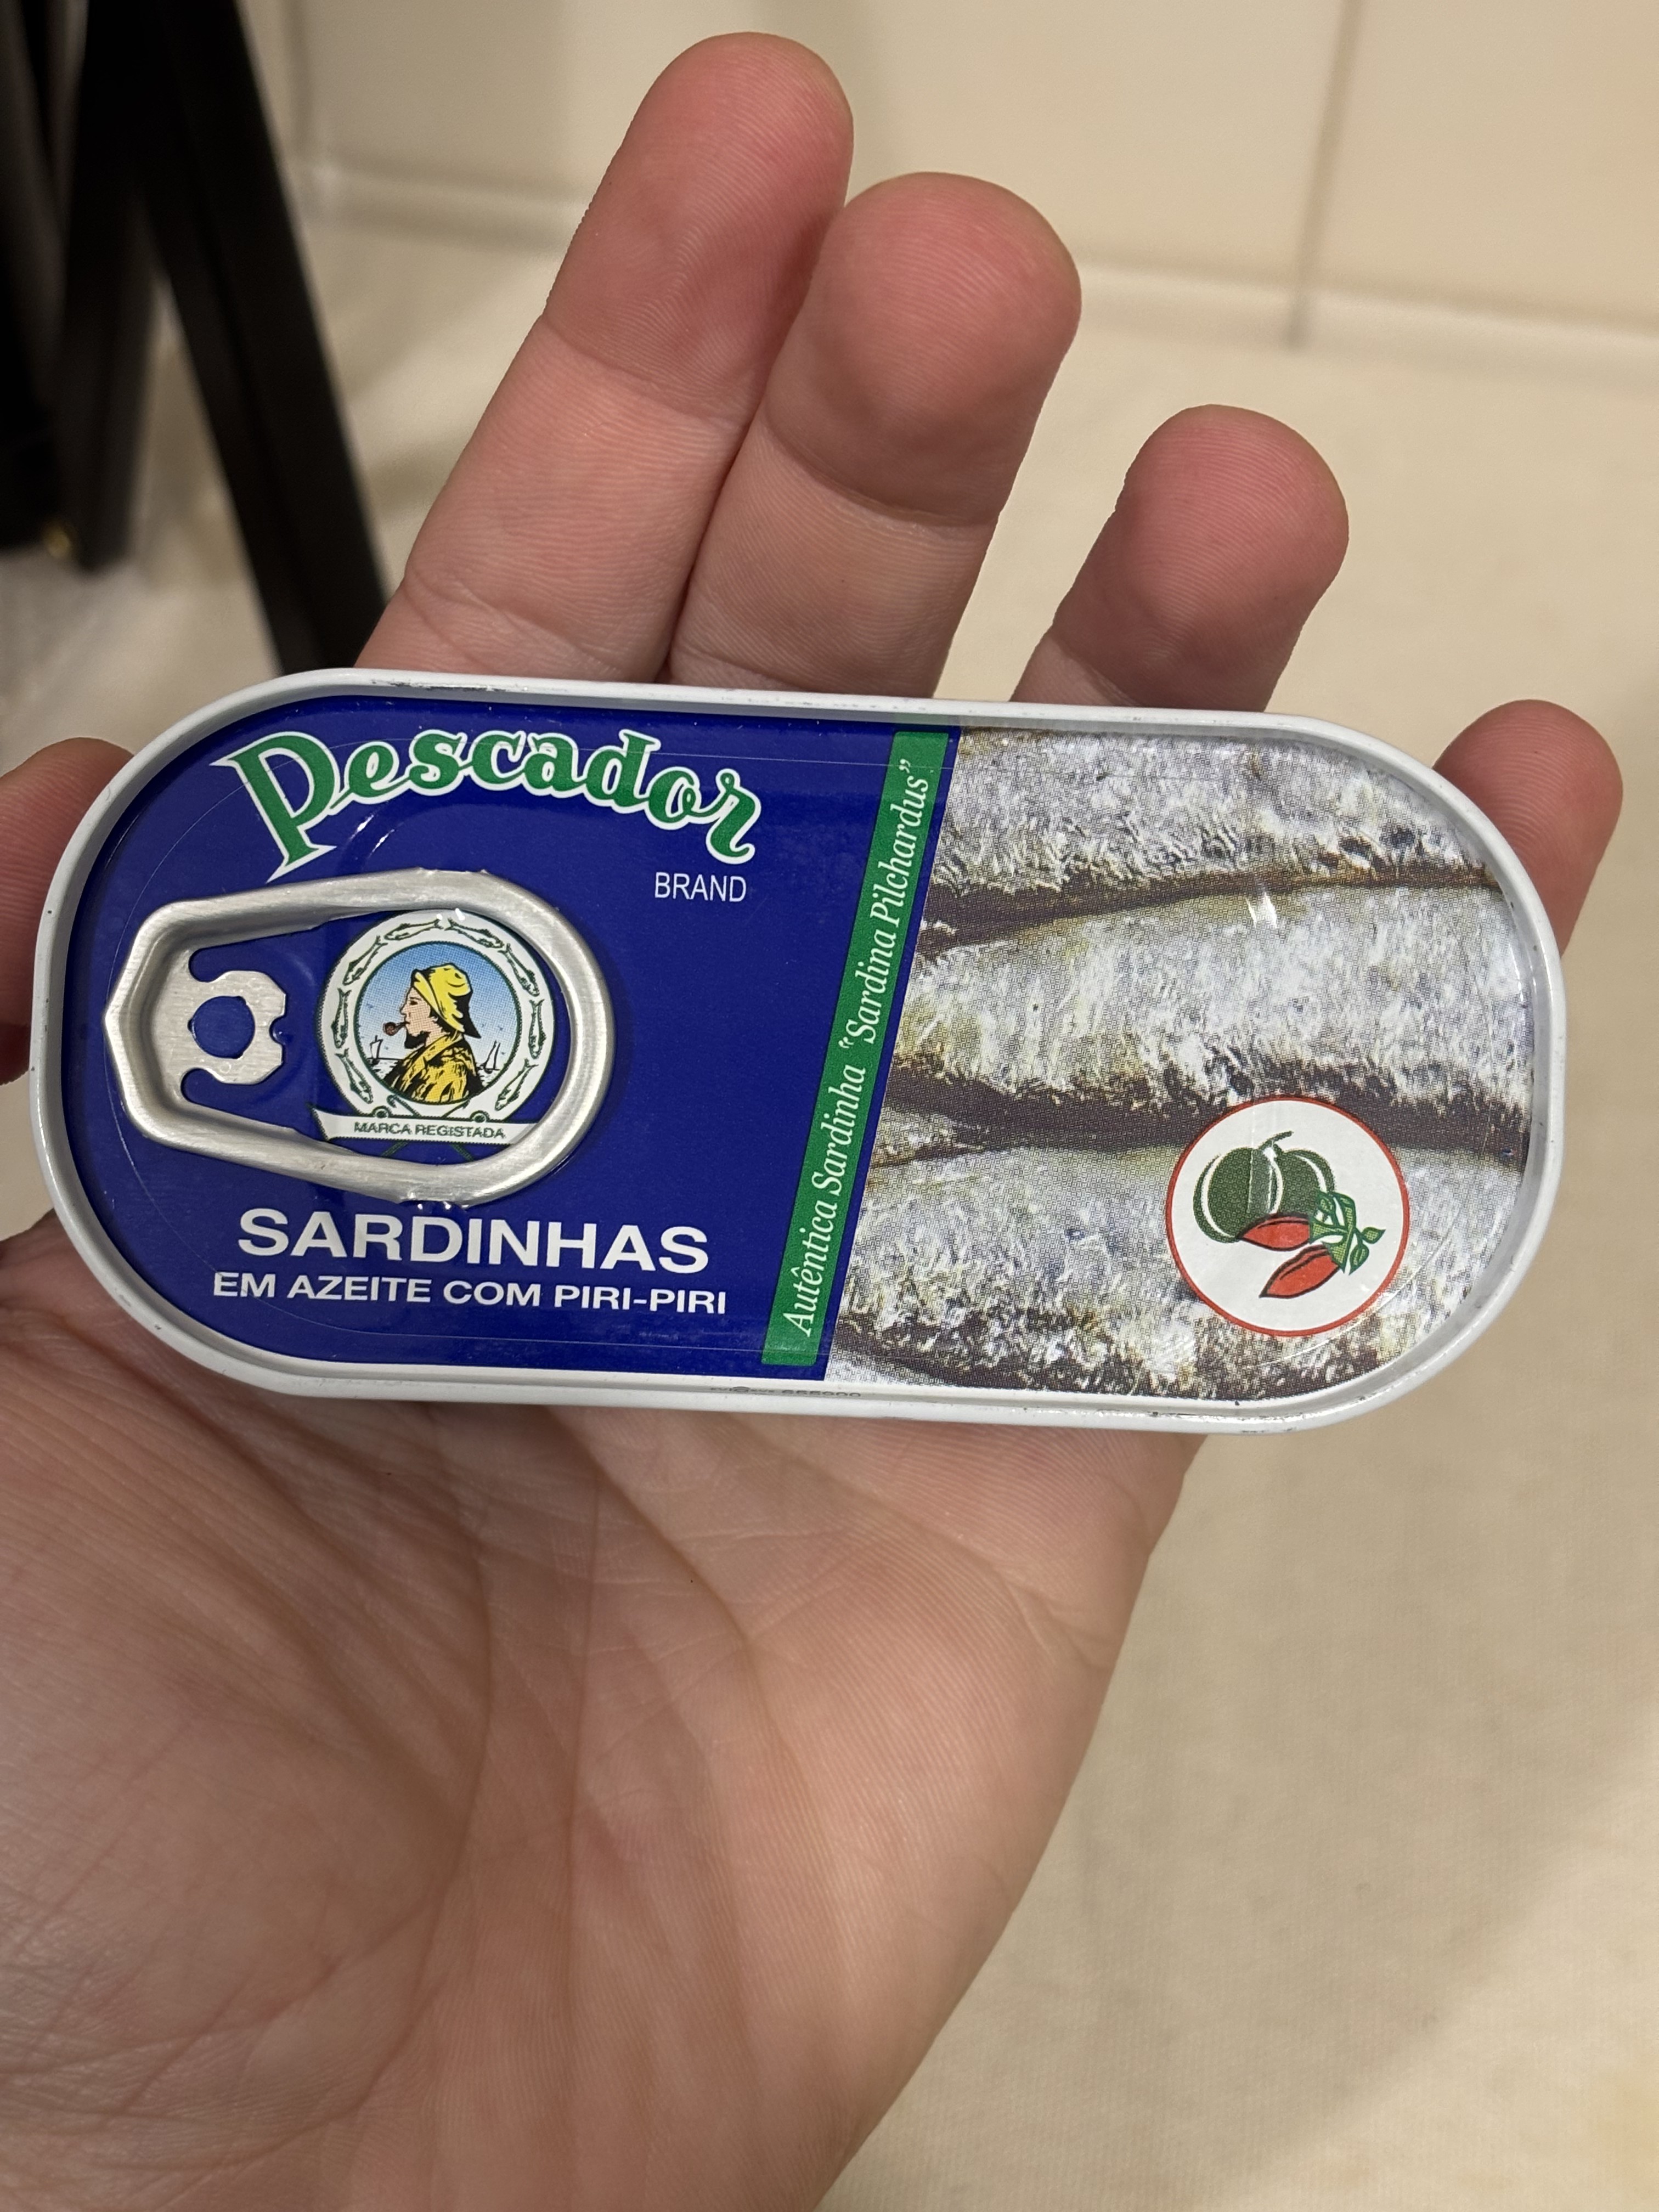 Pescador
BRAND
MARCA REGISTADA
SARDINHAS
EM AZEITE COM PIRI-PIRI
Autêntica Sardinha "Sardina Pilchardus”